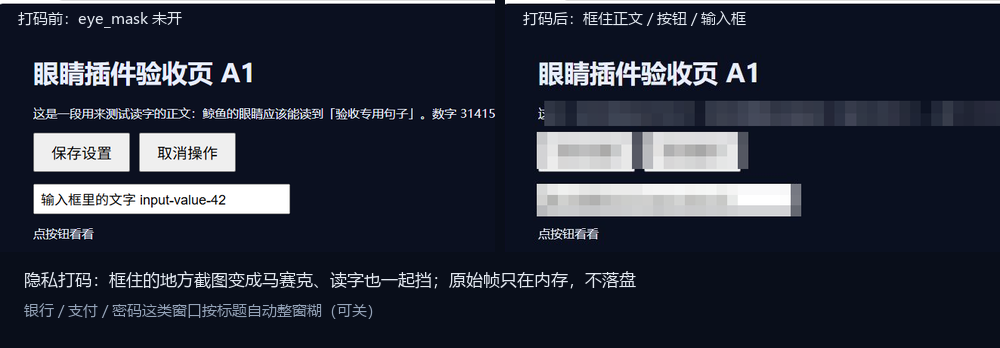 打码前：eye_mask 未开
眼睛插件验收页 A1
这是一段用来测试读字的正文：鲸鱼的眼睛应该能读到「验收专用句子」。数字 31415
保存设置 取消操作
输入框里的文字 input-value-42
点按钮看看
打码后：框住正文 / 按钮 / 输入框
眼睛插件验收页 A1
点按钮看看
隐私打码：框住的地方截图变成马赛克、读字也一起挡；原始帧只在内存，不落盘
银行 / 支付 / 密码这类窗口按标题自动整窗糊（可关）